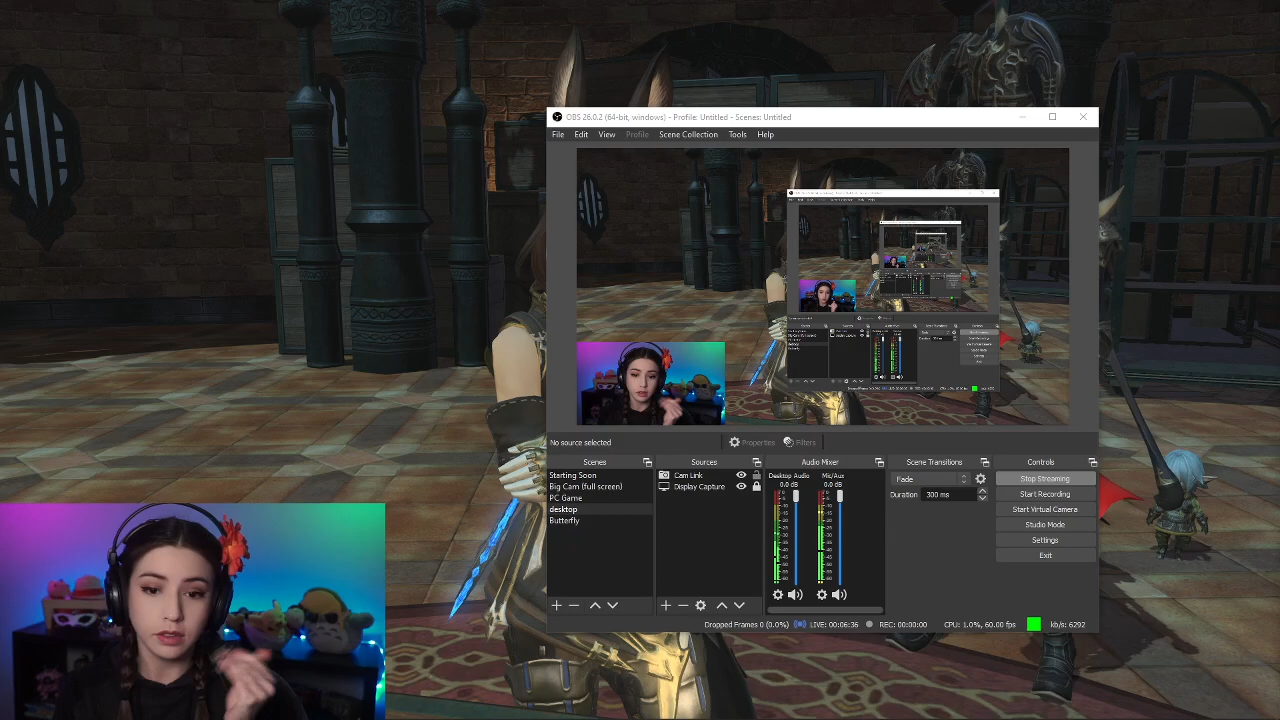 OBS 26.0.2 (64-bit, windows) - Profile: Untitled - Scenes: Untitled
File Edit View Profile Scene Collection Tools Help
No source selected Properties Filters
Scenes Sources Audio Mixer Scene Transitions Controls
Starting Soon
Big Cam (full screen)
PC Game
desktop
Butterfly
Cam Link
Display Capture
Desktop Audio Mic/Aux
0.0 dB 0.0 dB
Fade
Duration 300 ms
Stop Streaming
Start Recording
Start Virtual Camera
Studio Mode
Settings
Exit
Dropped Frames 0 (0.0%) LIVE: 00:06:36 REC: 00:00:00 CPU: 1.0%, 60.00 fps kb/s: 6292